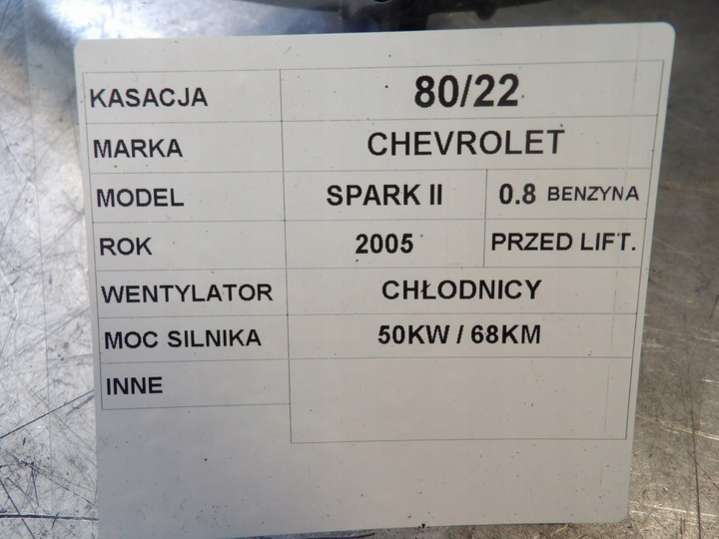 KASACJA 80/22
MARKA CHEVROLET
MODEL SPARK II 0.8 BENZYNA
ROK 2005 PRZED LIFT.
WENTYLATOR CHŁODNICY
MOC SILNIKA 50KW / 68KM
INNE